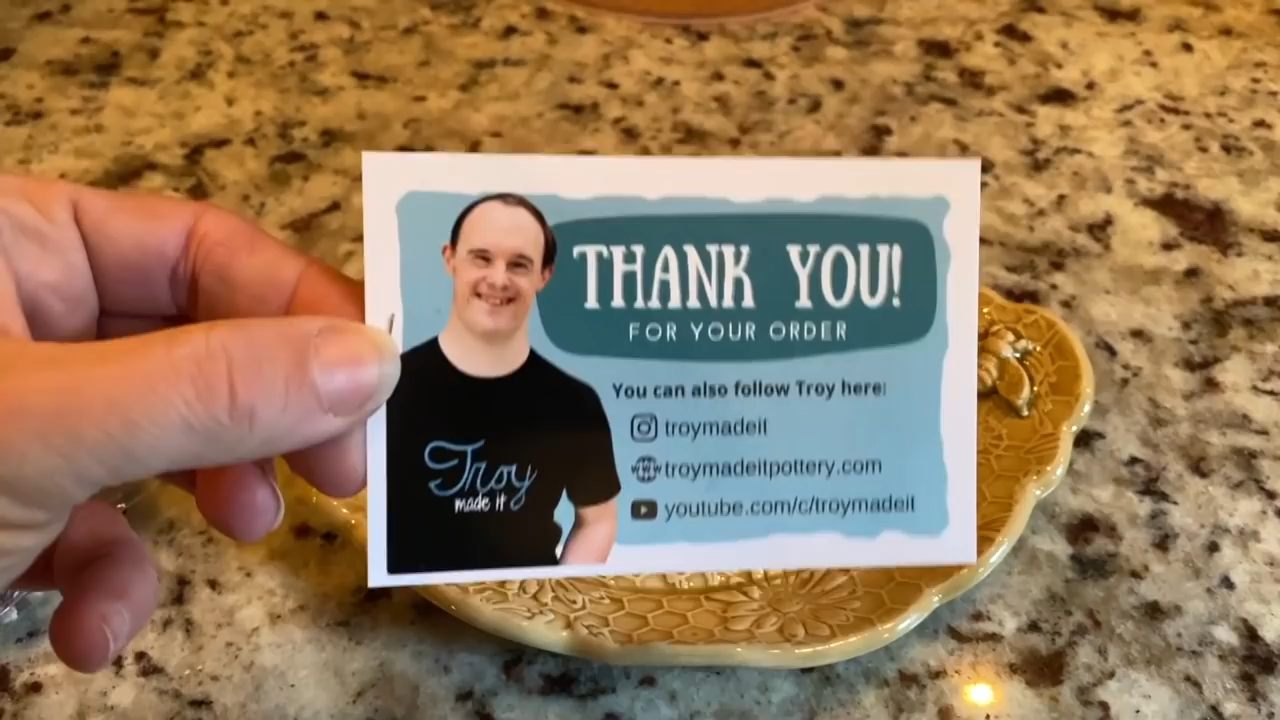 THANK YOU!
FOR YOUR ORDER
You can also follow Troy here:
troymadeit
www troymadeitpottery.com
youtube.com/c/troymadeit
Troy
made it